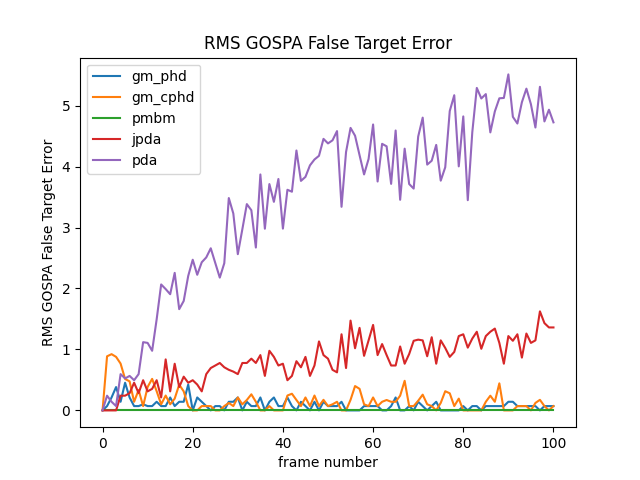 RMS GOSPA False Target Error
gm_phd
gm_cphd
pmbm
jpda
pda
RMS GOSPA False Target Error
5
4
3
2
1
0
0 20 40 60 80 100
frame number